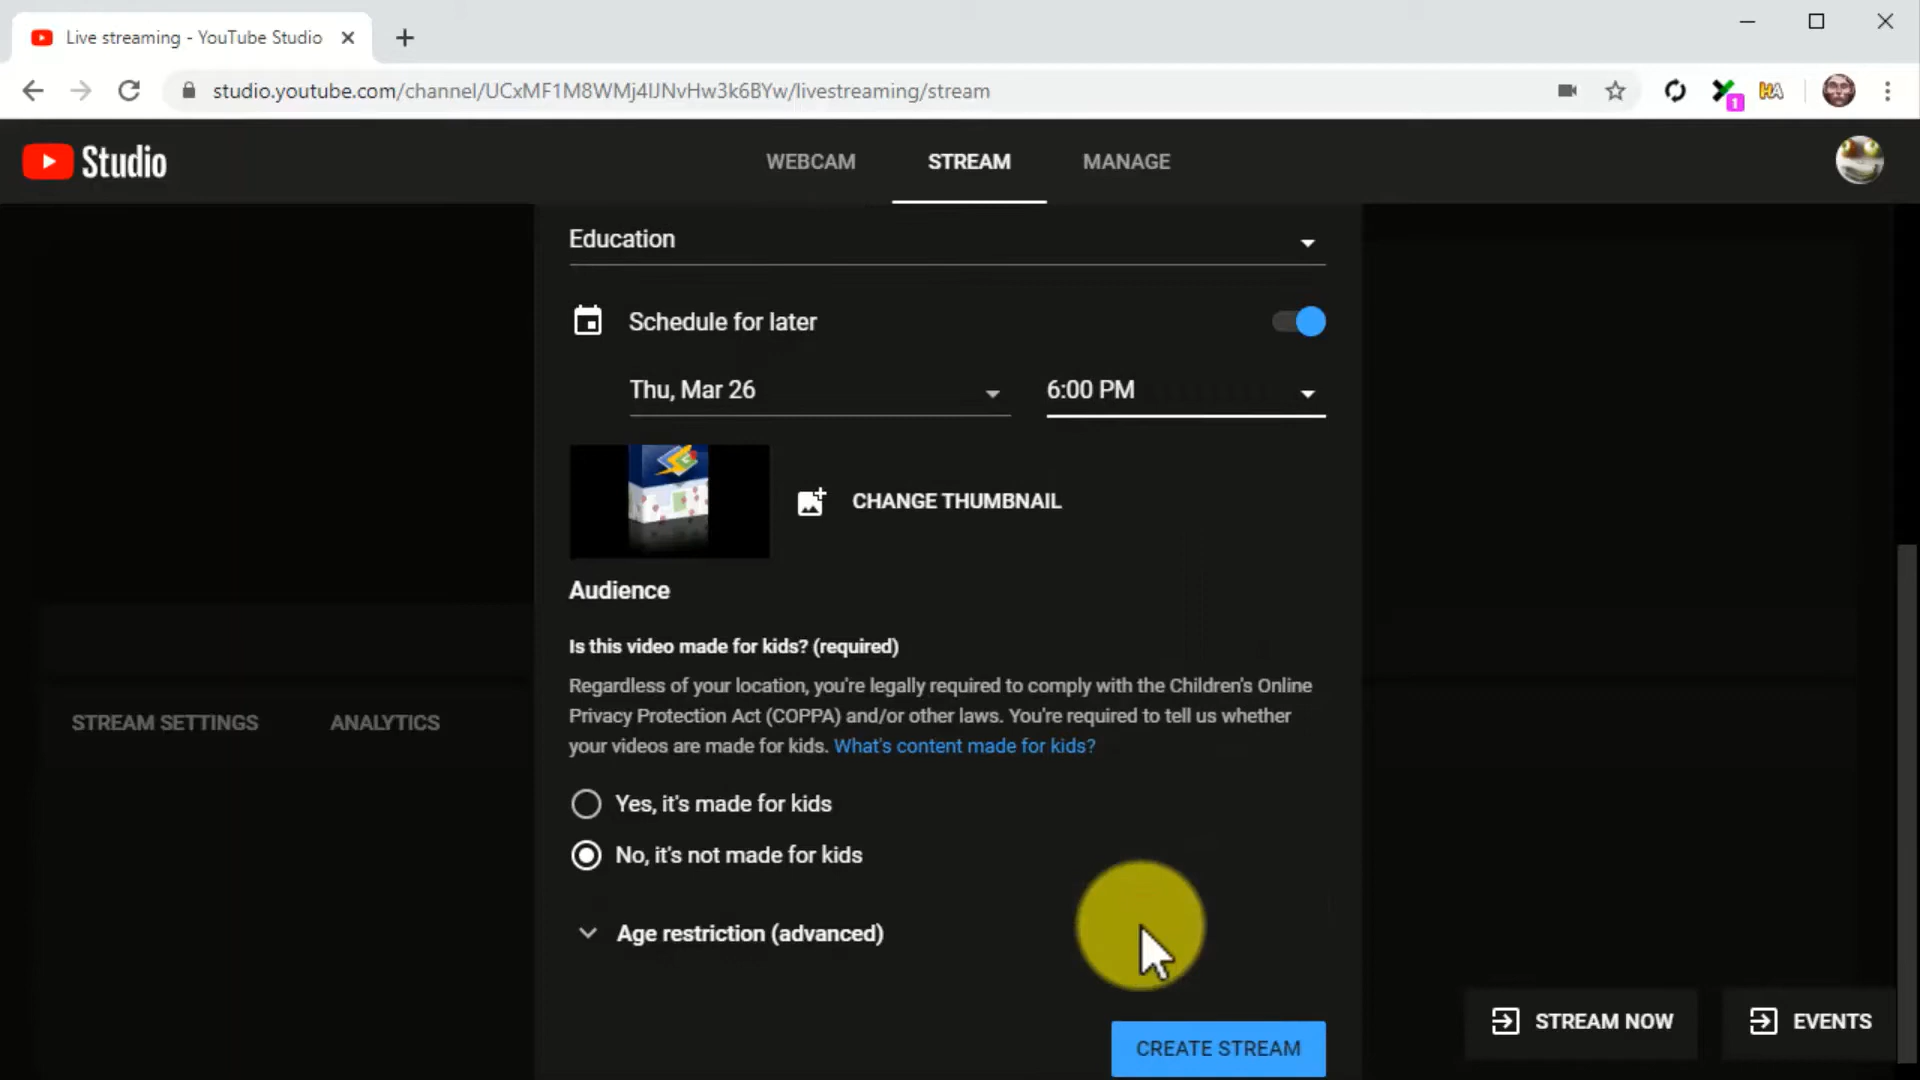 Live streaming - YouTube Studio
studio.youtube.com/channel/UCxMF1M8WMj4IJNvHw3k6BYw/livestreaming/stream
1
HA
Studio
WEBCAM
STREAM
MANAGE
Education
Schedule for later
Thu, Mar 26
6:00 PM
CHANGE THUMBNAIL
Audience
Is this video made for kids? (required)
Regardless of your location, you're legally required to comply with the Children's Online
Privacy Protection Act (COPPA) and/or other laws. You're required to tell us whether
your videos are made for kids. What's content made for kids?
STREAM SETTINGS
ANALYTICS
Yes, it's made for kids
No, it's not made for kids
Age restriction (advanced)
STREAM NOW
EVENTS
CREATE STREAM